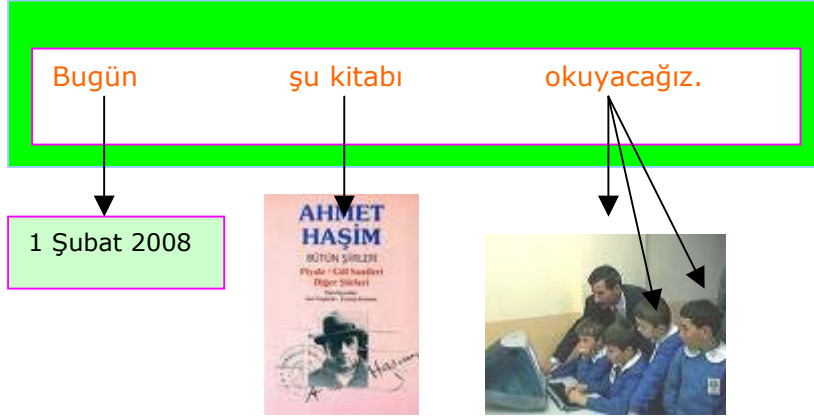 Bugün şu kitabı okuyacağız.
1 Şubat 2008
AHMET
HAŞİM
BÜTÜN ŞİİRLERİ
Piyale · Göl Saatleri
Diğer Şiirleri